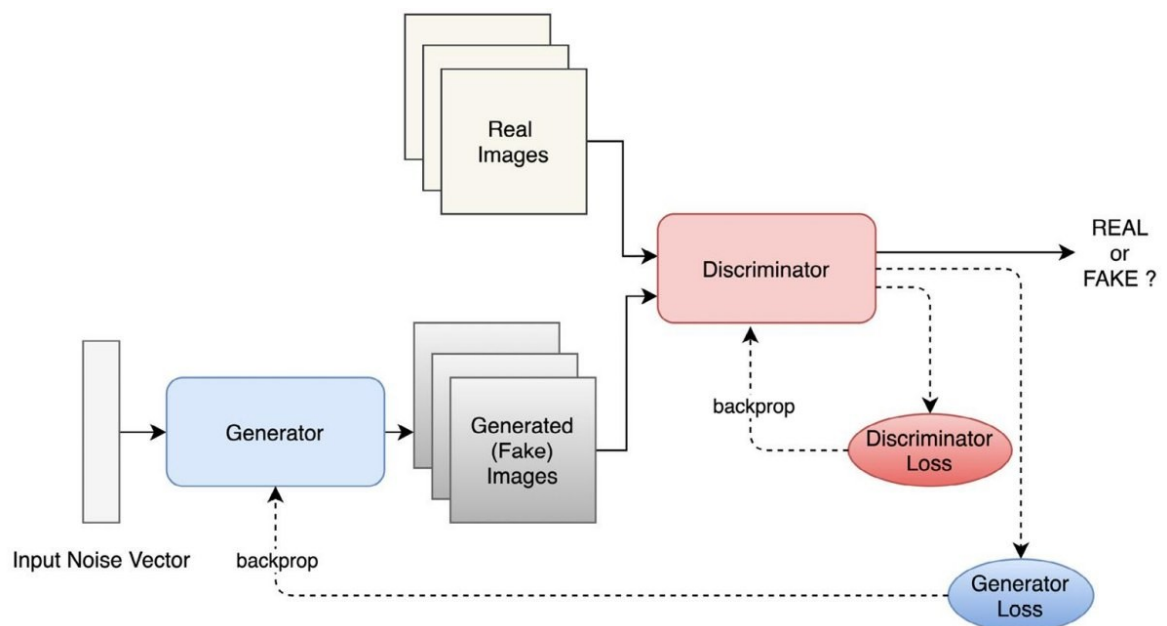 Real
Images
Discriminator
REAL
or
FAKE ?
Generator
Generated
(Fake)
Images
backprop
Discriminator
Loss
Input Noise Vector
backprop
Generator
Loss